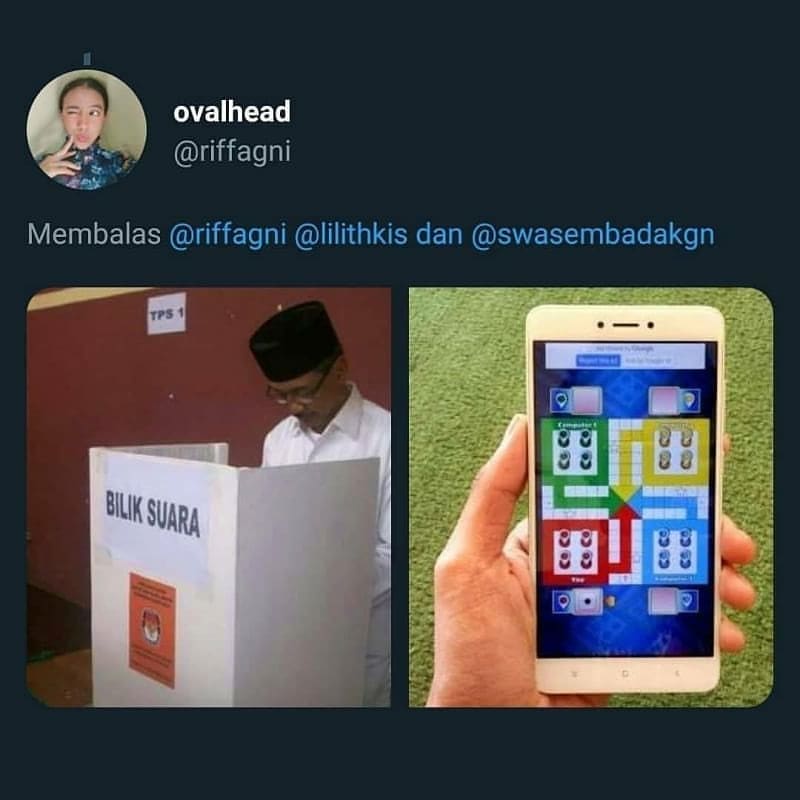 ovalhead
@riffagni
Membalas @riffagni @lilithkis dan @swasembadakgn
TPS 1
BILIK SUARA
Computer 1
You